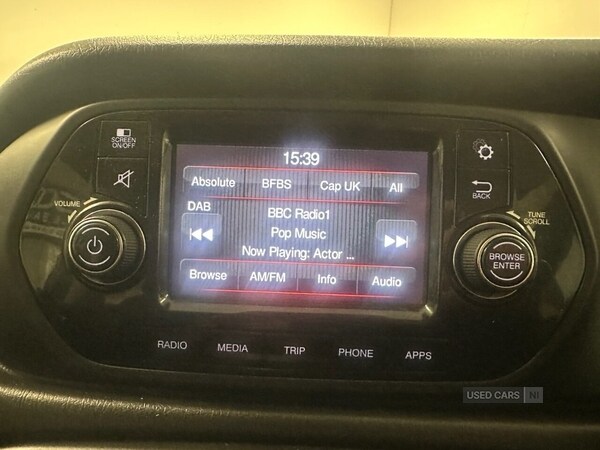 15:39
SCREEN
ON/OFF
Absolute BFBS Cap UK All
DAB
BBC Radio1
Pop Music
Now Playing: Actor ...
Browse AM/FM Info Audio
VOLUME
BACK
TUNE
SCROLL
BROWSE
ENTER
RADIO MEDIA TRIP PHONE APPS
USED CARS NI